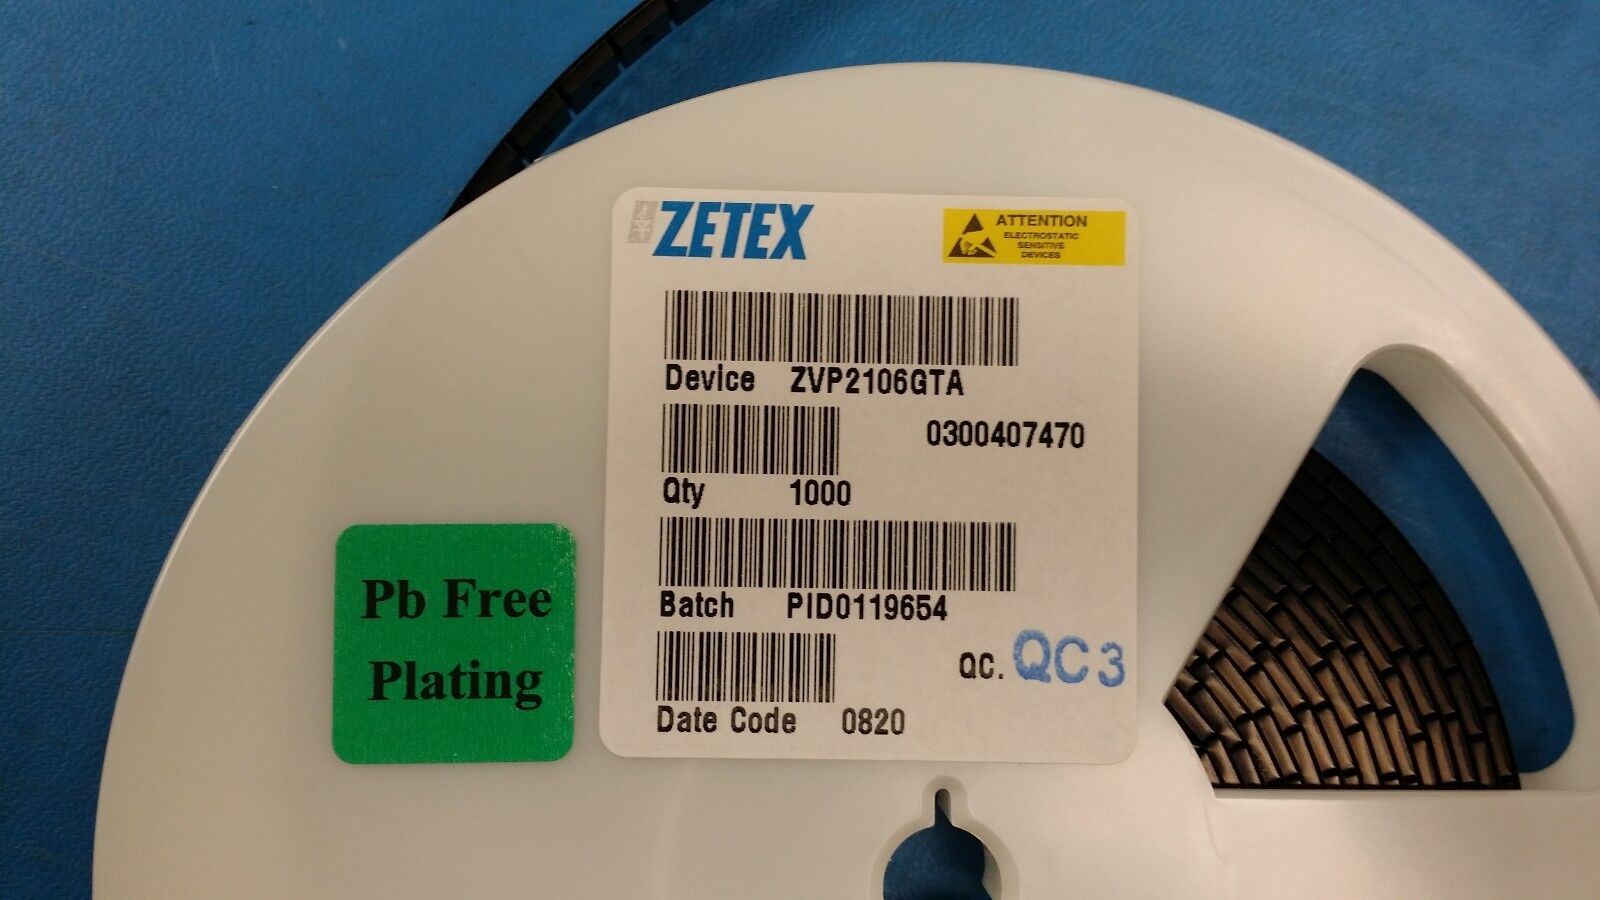 ZETEX
ATTENTION
ELECTROSTATIC
SENSITIVE
DEVICES
Device ZVP2106GTA
0300407470
Qty 1000
Batch PID0119654
QC. QC3
Date Code 0820
Pb Free
Plating